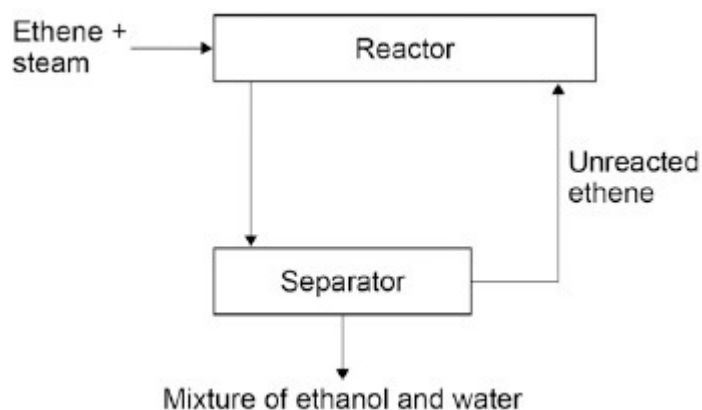 Ethene +
steam
Reactor
Unreacted
ethene
Separator
Mixture of ethanol and water